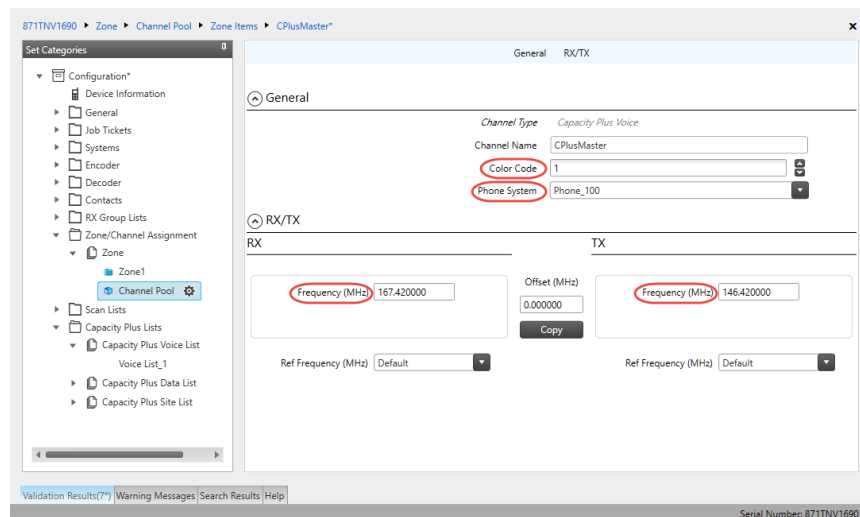 871TNV1690 Zone Channel Pool Zone Items CPlusMaster* x
Set Categories
Configuration*
Device Information
General
Job Tickets
Systems
Encoder
Decoder
Contacts
RX Group Lists
Zone/Channel Assignment
Zone
Zone1
Channel Pool
Scan Lists
Capacity Plus Lists
Capacity Plus Voice List
Voice List_1
Capacity Plus Data List
Capacity Plus Site List
General RX/TX
General
Channel Type Capacity Plus Voice
Channel Name CPlusMaster
Color Code 1
Phone System Phone_100
RX/TX
RX TX
Offset (MHz)
Frequency (MHz) 167.420000 0.000000 Frequency (MHz) 146.420000
Copy
Ref Frequency (MHz) Default Ref Frequency (MHz) Default
Validation Results(7*) Warning Messages Search Results Help
Serial Number: 871TNV1690